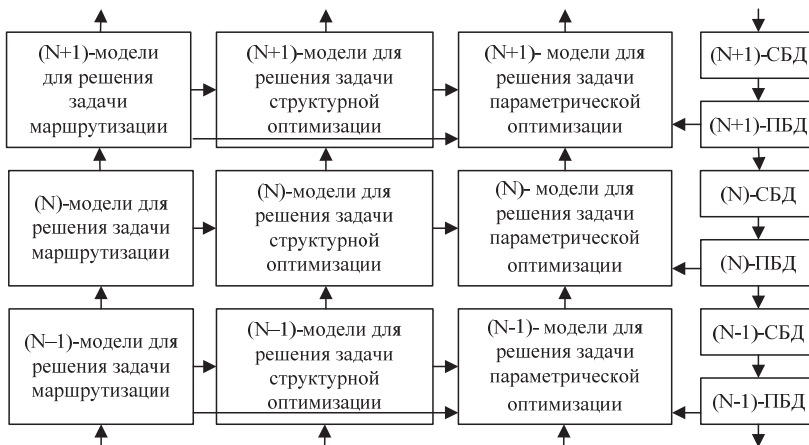 (N+1)-модели
для решения
задачи
маршрутизации
(N+1)-модели для
решения задачи
структурной
оптимизации
(N+1)- модели для
решения задачи
параметрической
оптимизации
(N+1)-СБД
(N+1)-ПБД
(N)-модели для
решения задачи
маршрутизации
(N)-модели для
решения задачи
структурной
оптимизации
(N)- модели для
решения задачи
параметрической
оптимизации
(N)-СБД
(N)-ПБД
(N–1)-модели для
решения задачи
маршрутизации
(N–1)-модели для
решения задачи
структурной
оптимизации
(N-1)- модели для
решения задачи
параметрической
оптимизации
(N-1)-СБД
(N-1)-ПБД